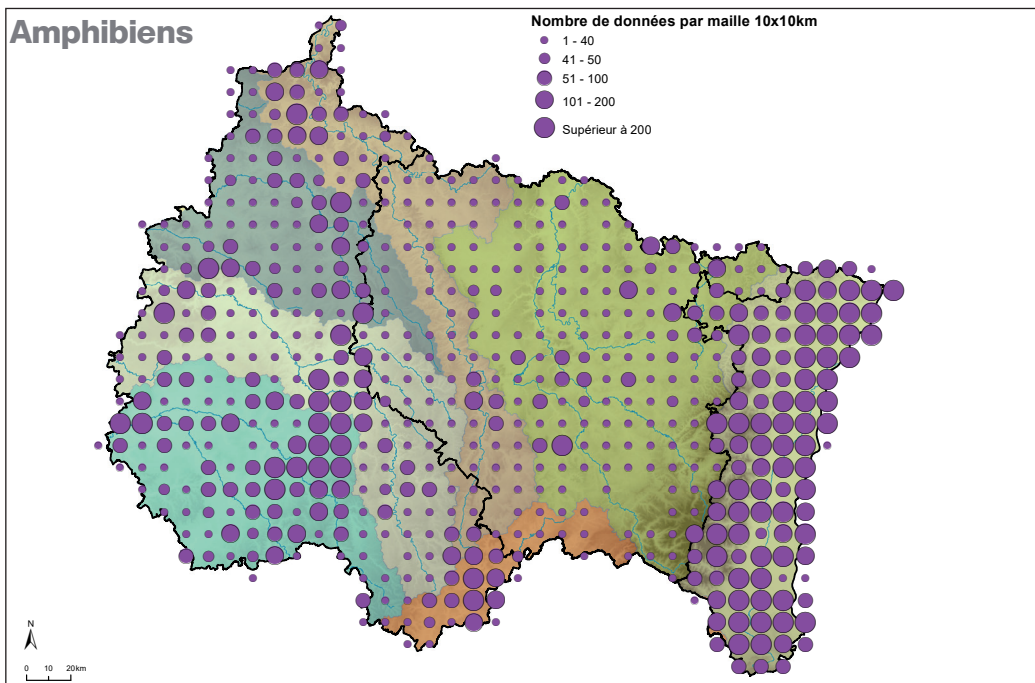 Amphibiens
Nombre de données par maille 10x10km
1 - 40
41 - 50
51 - 100
101 - 200
Supérieur à 200
N
0 10 20km